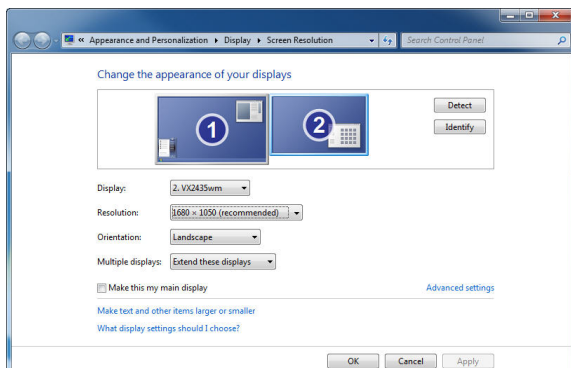 « Appearance and Personalization ▸ Display ▸ Screen Resolution
Search Control Panel
Change the appearance of your displays
1
2
Detect
Identify
Display: 2. VX2435wm
Resolution: 1680 × 1050 (recommended)
Orientation: Landscape
Multiple displays: Extend these displays
Make this my main display
Advanced settings
Make text and other items larger or smaller
What display settings should I choose?
OK Cancel Apply